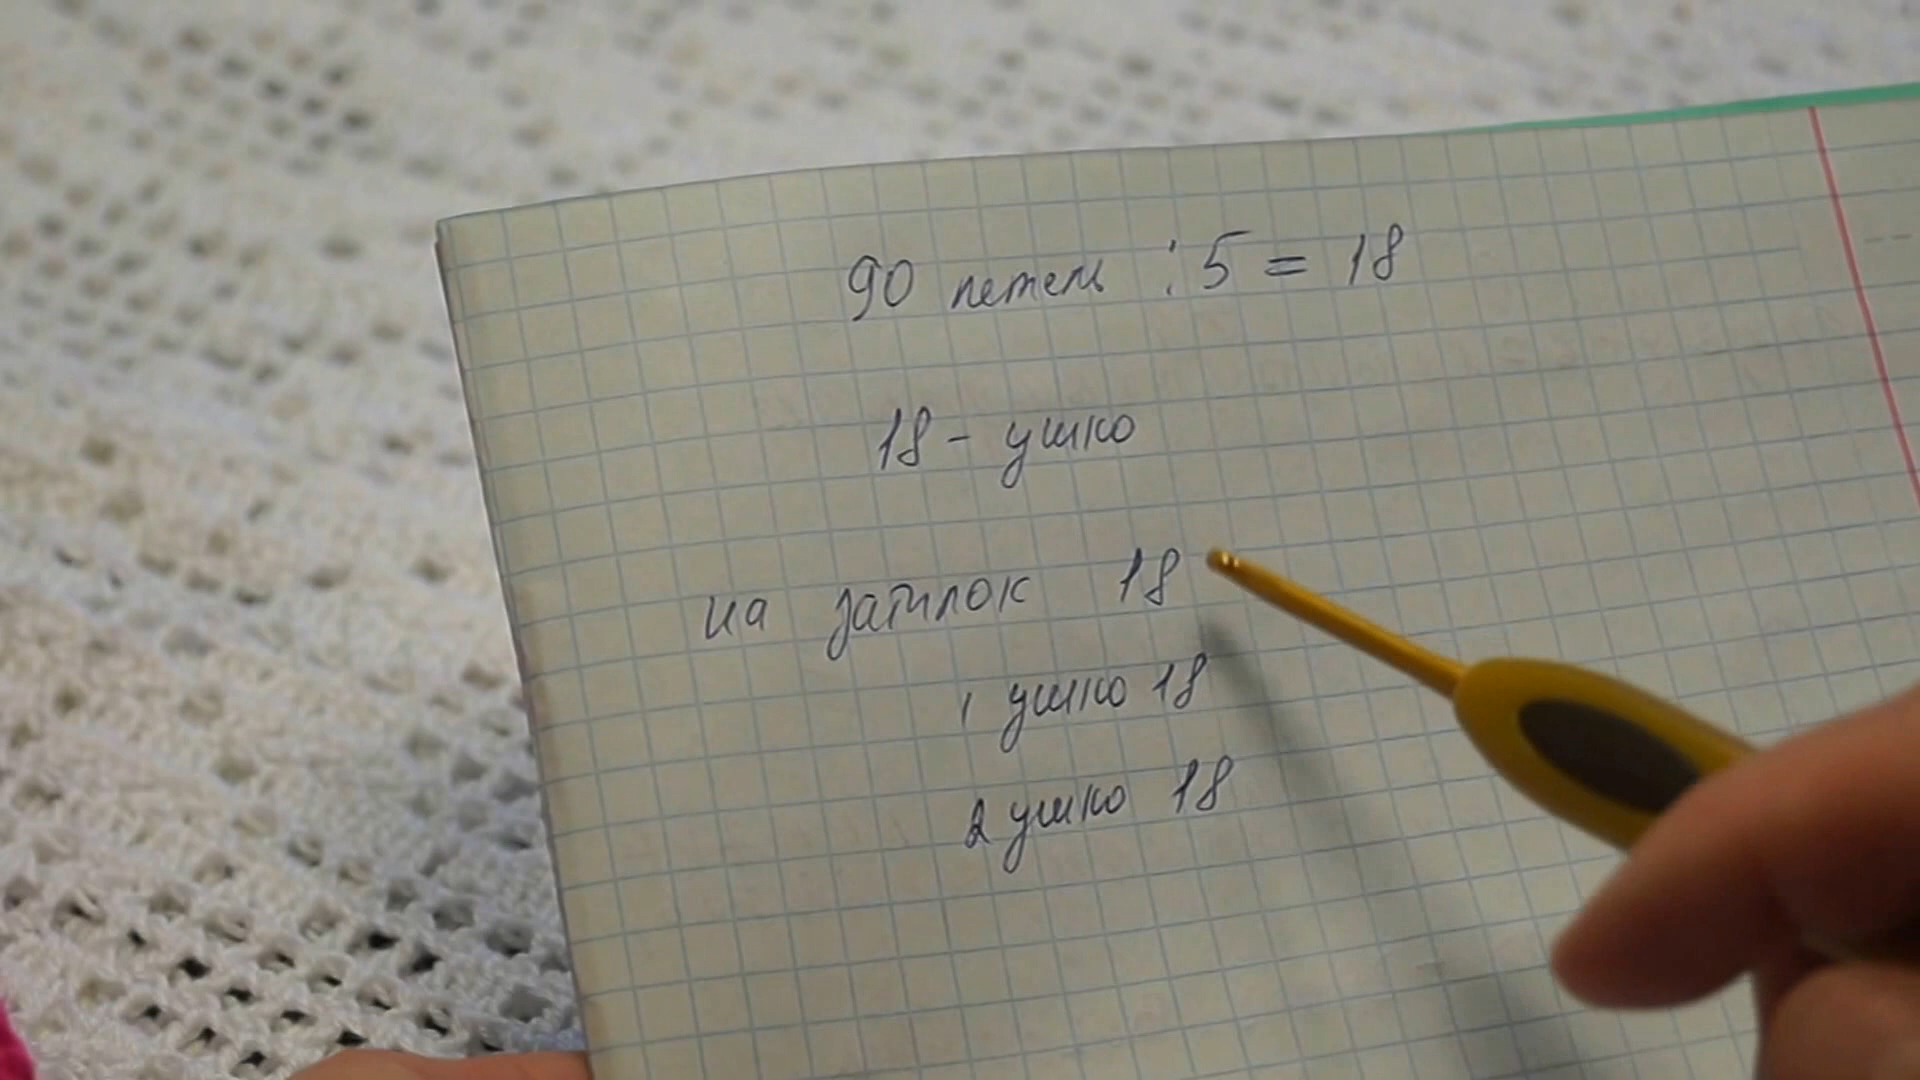 90 петель : 5 = 18
18 - ушко
на затылок 18
1 ушко 18
2 ушко 18